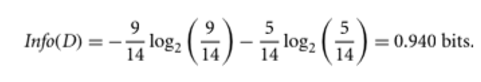 Info(D) = −9/14 log₂(9/14) − 5/14 log₂(5/14) = 0.940 bits.